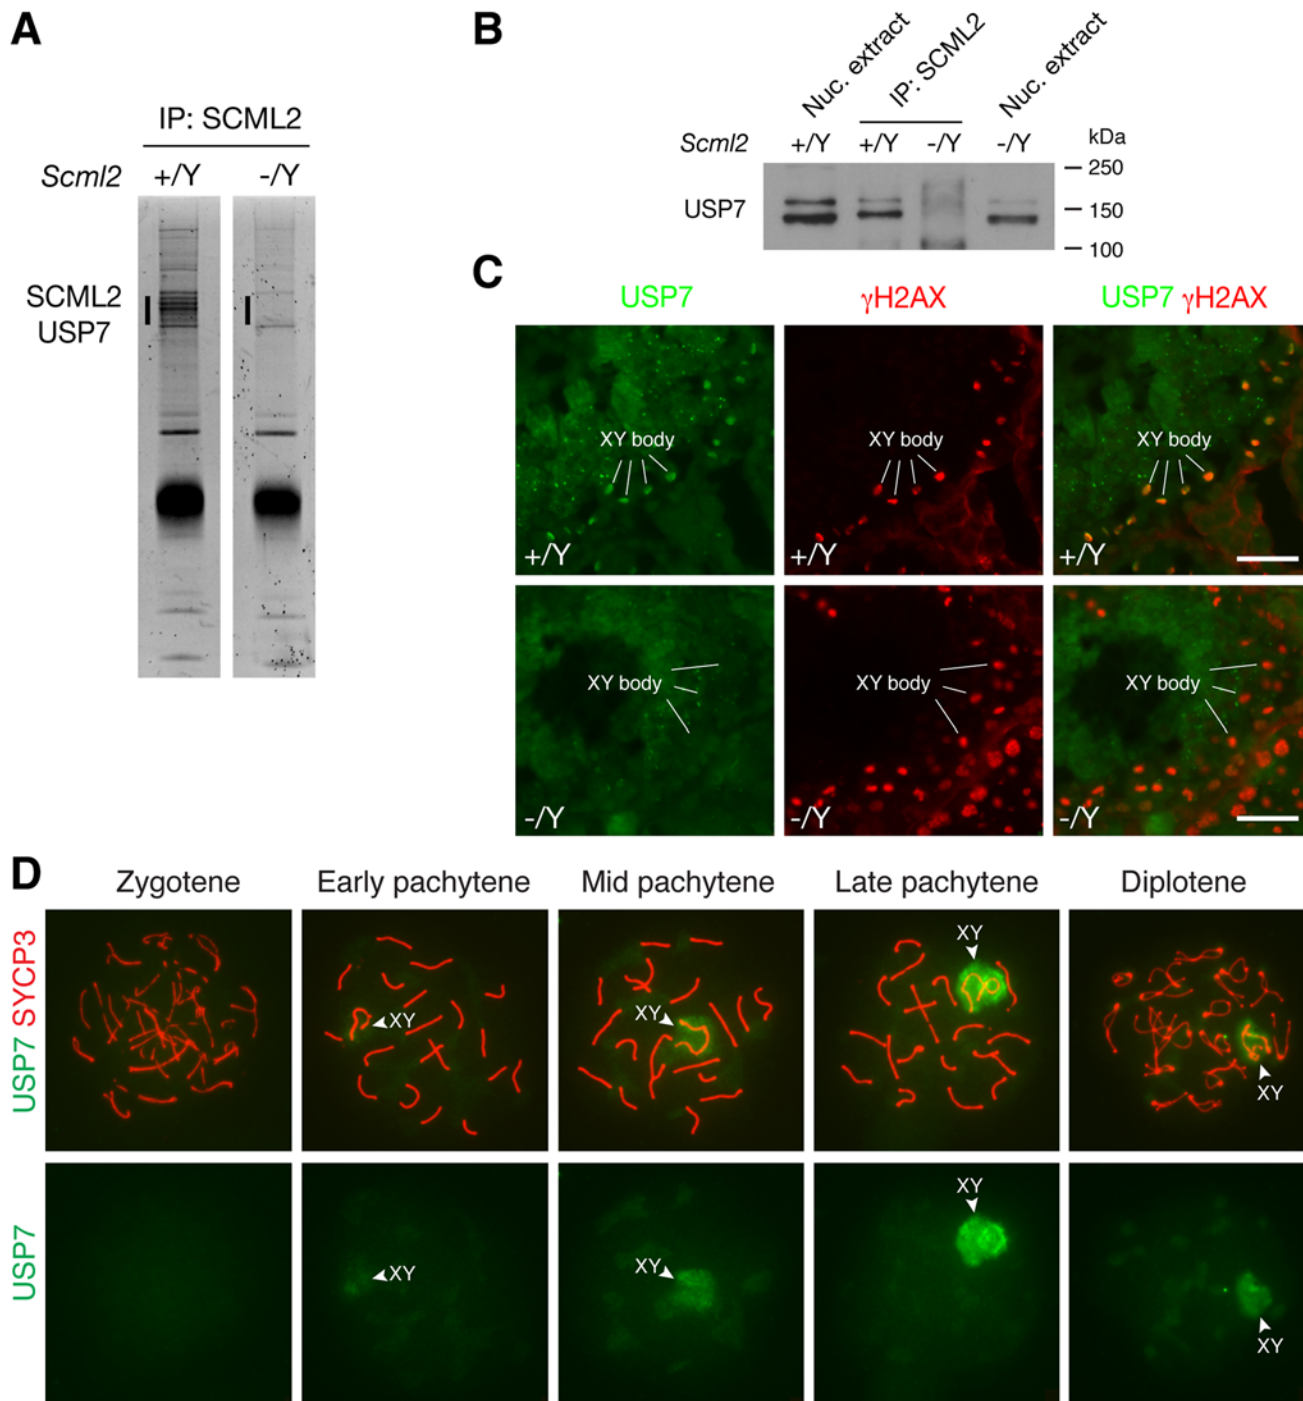 A
IP: SCML2
Scml2 +/Y -/Y
SCML2
USP7
B
Nuc. extract
IP: SCML2
Nuc. extract
Scml2 +/Y +/Y -/Y -/Y kDa
USP7
250
150
100
C
USP7 γH2AX USP7 γH2AX
XY body XY body XY body
+/Y +/Y +/Y
XY body XY body XY body
-/Y -/Y -/Y
D
Zygotene Early pachytene Mid pachytene Late pachytene Diplotene
USP7 SYCP3
XY XY XY XY
USP7
XY XY XY XY